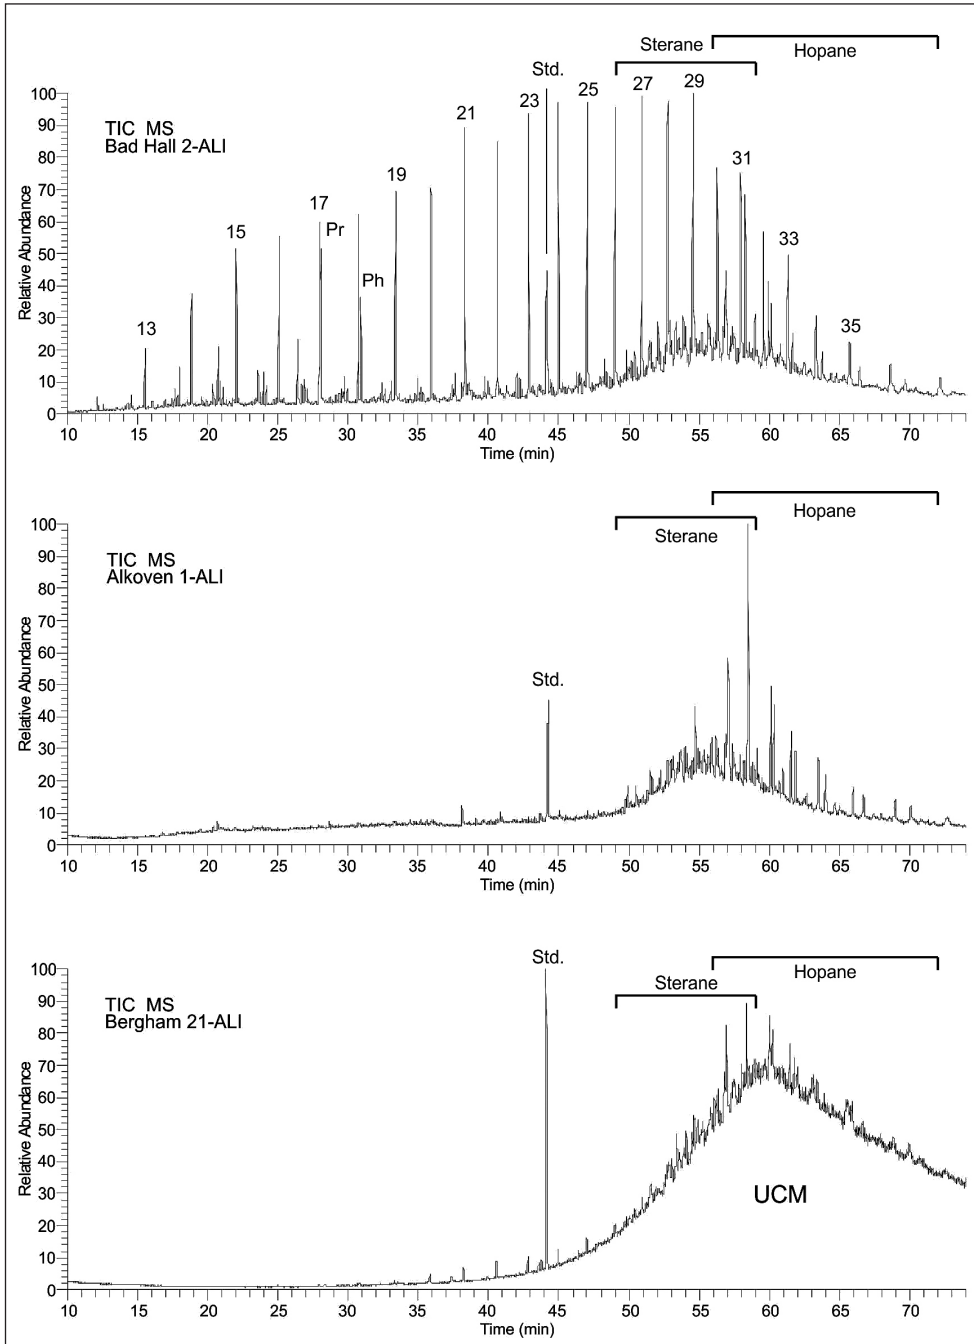 Sterane
Hopane
Std.
21
23
25
27
29
31
33
35
19
17
Pr
15
Ph
13
TIC MS
Bad Hall 2-ALI
Relative Abundance
100
90
80
70
60
50
40
30
20
10
0
10 15 20 25 30 35 40 45 50 55 60 65 70
Time (min)
Hopane
Sterane
TIC MS
Alkoven 1-ALI
Std.
Relative Abundance
100
90
80
70
60
50
40
30
20
10
0
10 15 20 25 30 35 40 45 50 55 60 65 70
Time (min)
Std.
Hopane
Sterane
TIC MS
Bergham 21-ALI
UCM
Relative Abundance
100
90
80
70
60
50
40
30
20
10
0
10 15 20 25 30 35 40 45 50 55 60 65 70
Time (min)